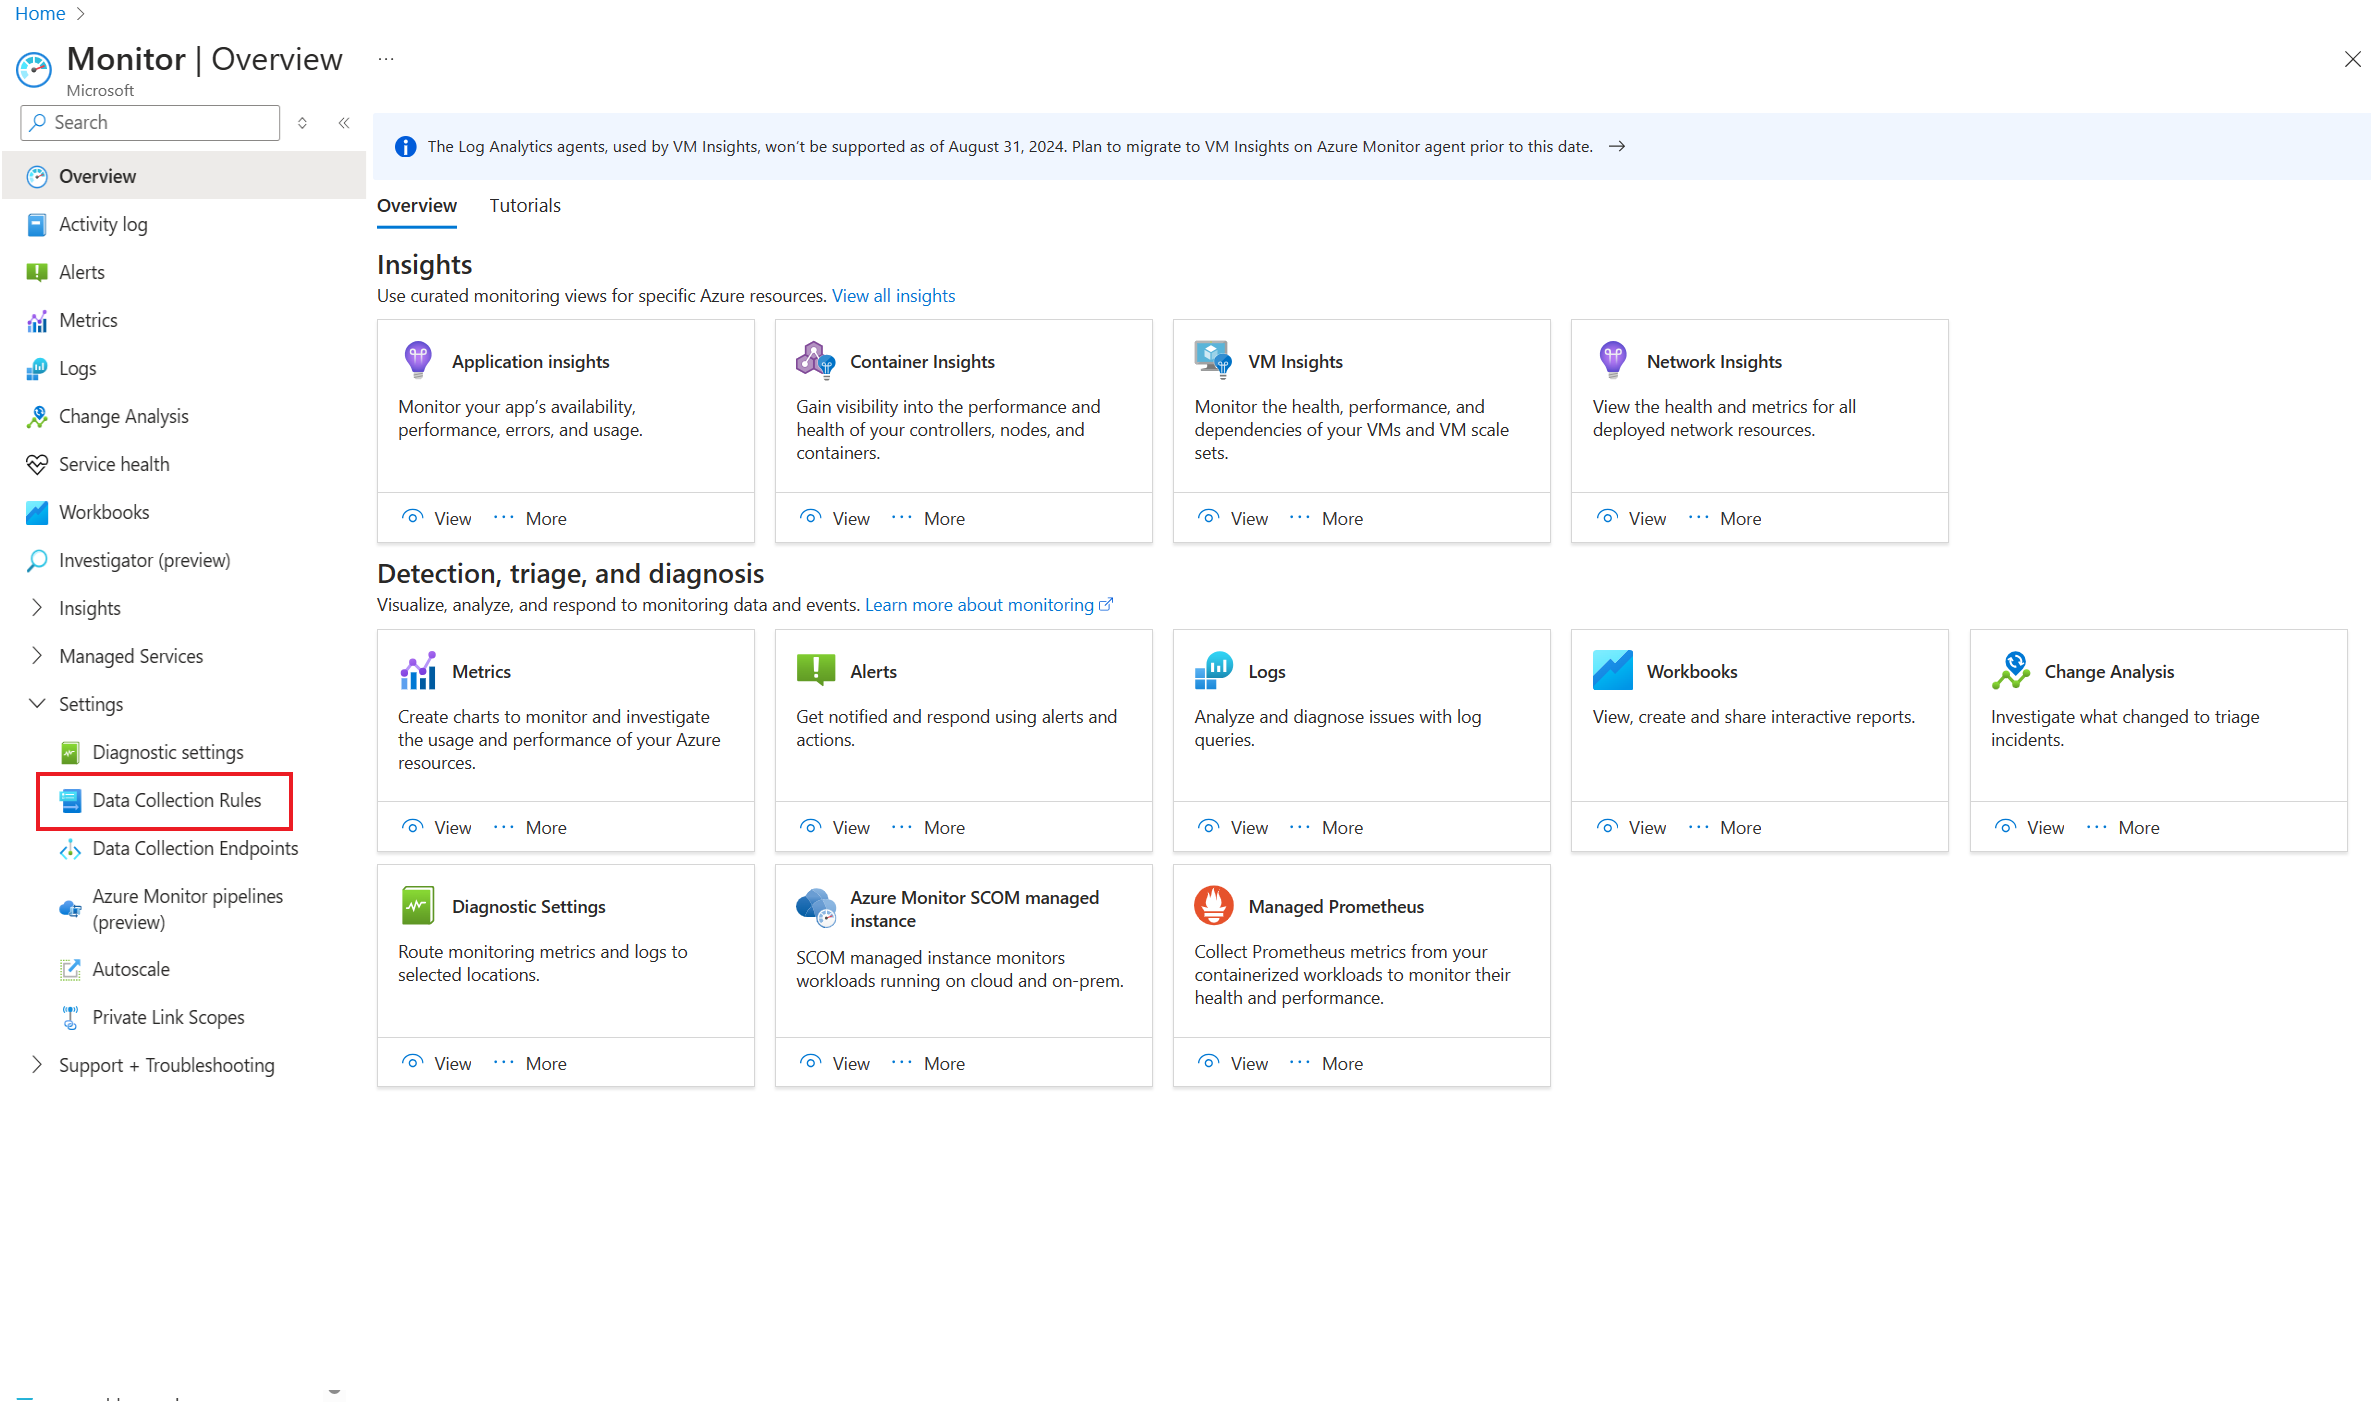 Home
Monitor | Overview
Microsoft
Search
Overview
Activity log
Alerts
Metrics
Logs
Change Analysis
Service health
Workbooks
Investigator (preview)
Insights
Managed Services
Settings
Diagnostic settings
Data Collection Rules
Data Collection Endpoints
Azure Monitor pipelines
(preview)
Autoscale
Private Link Scopes
Support + Troubleshooting
The Log Analytics agents, used by VM Insights, won't be supported as of August 31, 2024. Plan to migrate to VM Insights on Azure Monitor agent prior to this date. →
Overview Tutorials
Insights
Use curated monitoring views for specific Azure resources. View all insights
Application insights
Monitor your app's availability,
performance, errors, and usage.
View ··· More
Container Insights
Gain visibility into the performance and
health of your controllers, nodes, and
containers.
View ··· More
VM Insights
Monitor the health, performance, and
dependencies of your VMs and VM scale
sets.
View ··· More
Network Insights
View the health and metrics for all
deployed network resources.
View ··· More
Detection, triage, and diagnosis
Visualize, analyze, and respond to monitoring data and events. Learn more about monitoring
Metrics
Create charts to monitor and investigate
the usage and performance of your Azure
resources.
View ··· More
Alerts
Get notified and respond using alerts and
actions.
View ··· More
Logs
Analyze and diagnose issues with log
queries.
View ··· More
Workbooks
View, create and share interactive reports.
View ··· More
Change Analysis
Investigate what changed to triage
incidents.
View ··· More
Diagnostic Settings
Route monitoring metrics and logs to
selected locations.
View ··· More
Azure Monitor SCOM managed
instance
SCOM managed instance monitors
workloads running on cloud and on-prem.
View ··· More
Managed Prometheus
Collect Prometheus metrics from your
containerized workloads to monitor their
health and performance.
View ··· More